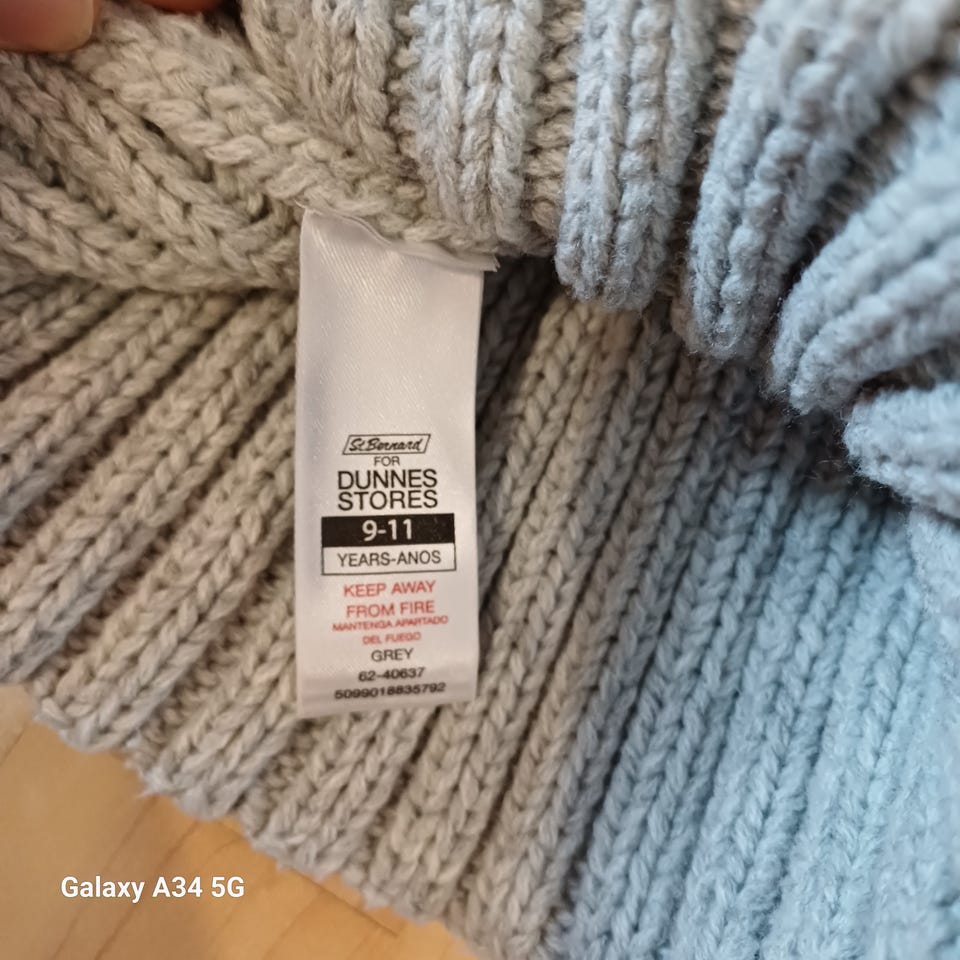 St. Bernard
FOR
DUNNES
STORES
9-11
YEARS-ANOS
KEEP AWAY
FROM FIRE
MANTENGA APARTADO
DEL FUEGO
GREY
62-40637
5099018835792
Galaxy A34 5G